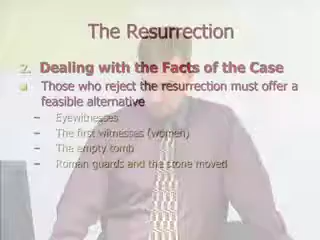 The Resurrection
2. Dealing with the Facts of the Case
Those who reject the resurrection must offer a
feasible alternative
– Eyewitnesses
– The first witnesses (women)
– The empty tomb
– Roman guards and the stone moved